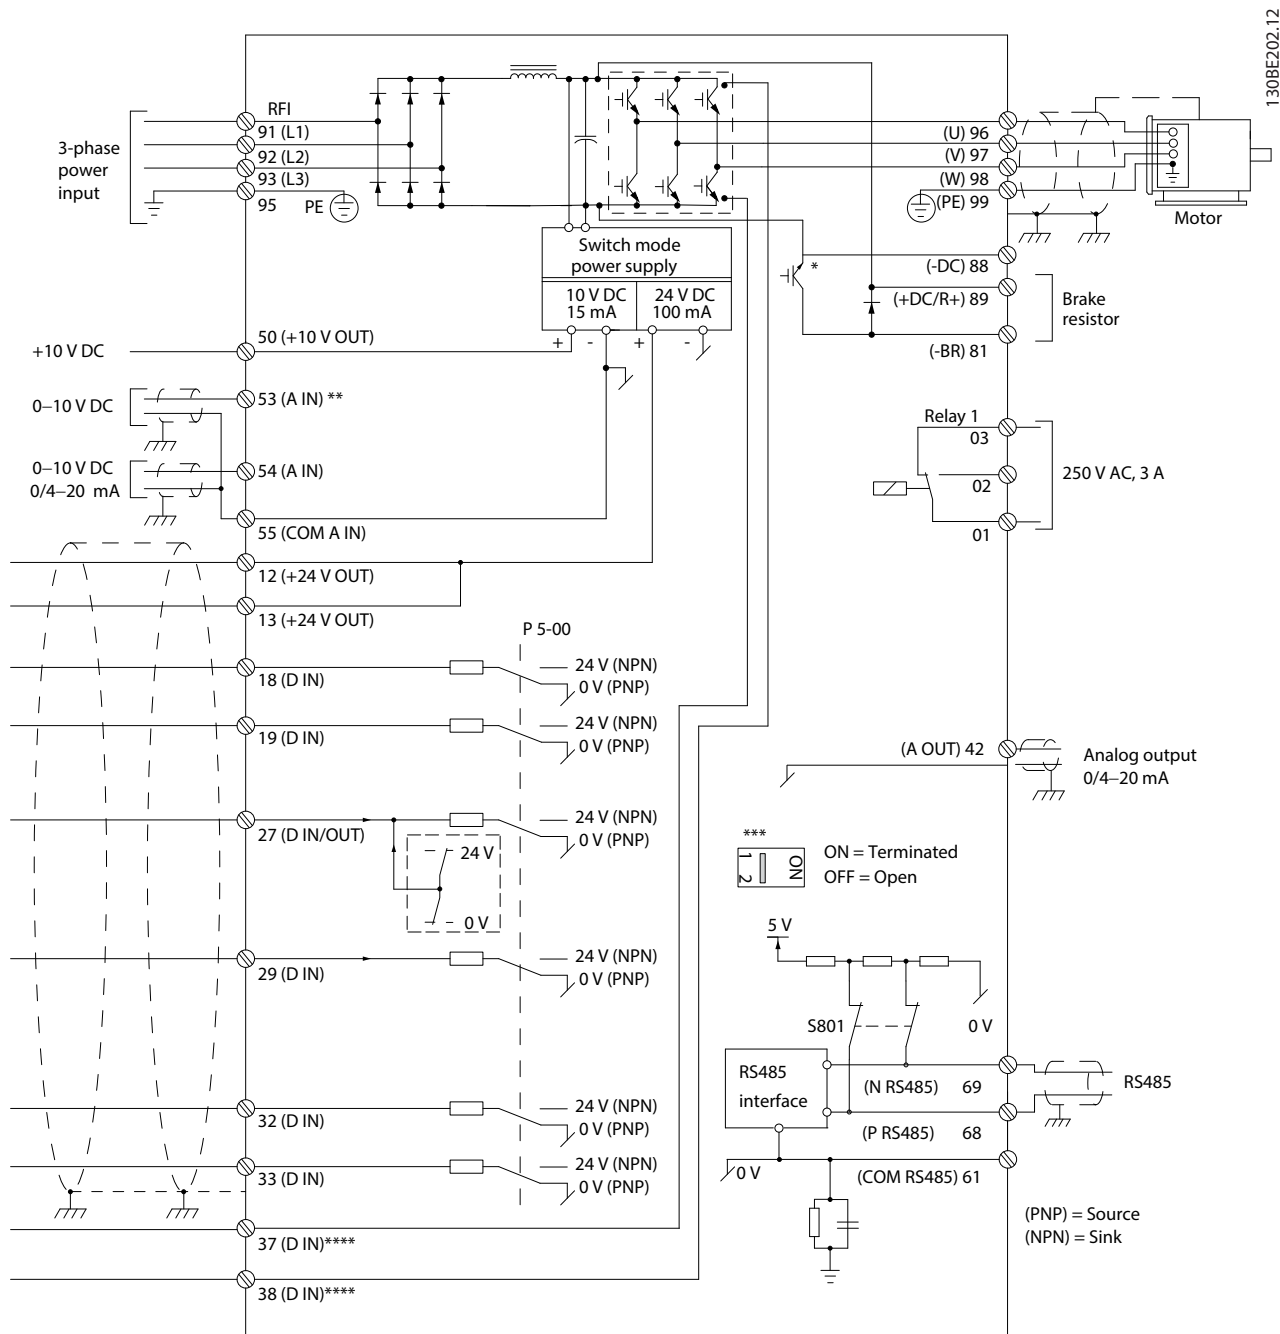 130BE202.12
3-phase
power
input
RFI
91 (L1)
92 (L2)
93 (L3)
95
PE
(U) 96
(V) 97
(W) 98
(PE) 99
Motor
Switch mode
power supply
10 V DC
15 mA
24 V DC
100 mA
+ - + -
*
(-DC) 88
(+DC/R+) 89
(-BR) 81
Brake
resistor
+10 V DC
50 (+10 V OUT)
0–10 V DC
53 (A IN) **
0–10 V DC
0/4–20 mA
54 (A IN)
55 (COM A IN)
Relay 1
03
02
01
250 V AC, 3 A
12 (+24 V OUT)
13 (+24 V OUT)
P 5-00
18 (D IN)
24 V (NPN)
0 V (PNP)
19 (D IN)
24 V (NPN)
0 V (PNP)
27 (D IN/OUT)
24 V (NPN)
0 V (PNP)
24 V
0 V
29 (D IN)
24 V (NPN)
0 V (PNP)
32 (D IN)
24 V (NPN)
0 V (PNP)
33 (D IN)
24 V (NPN)
0 V (PNP)
37 (D IN)****
38 (D IN)****
(A OUT) 42
Analog output
0/4–20 mA
***
1 2
ON
ON = Terminated
OFF = Open
5 V
S801
0 V
RS485
interface
(N RS485) 69
(P RS485) 68
RS485
0 V
(COM RS485) 61
(PNP) = Source
(NPN) = Sink